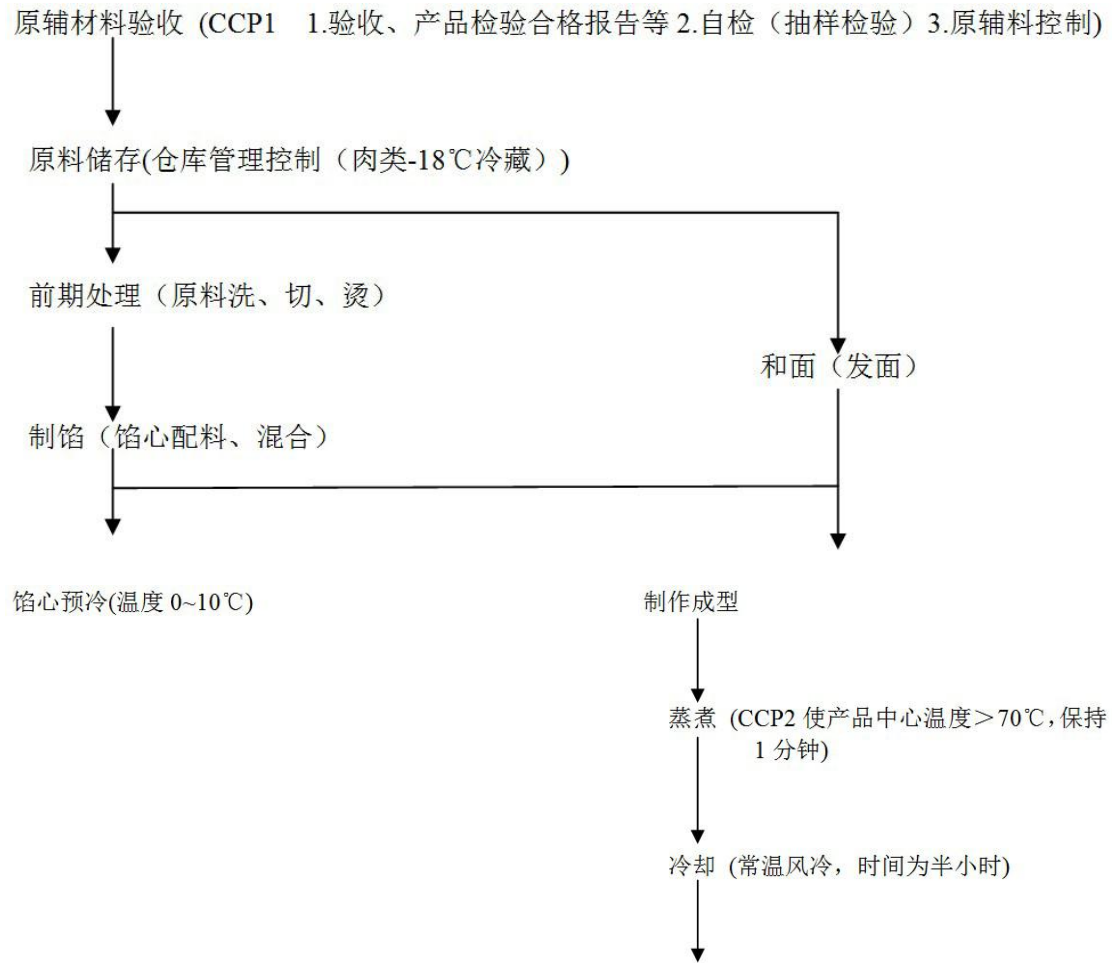 原辅材料验收 (CCP1 1.验收、产品检验合格报告等 2.自检（抽样检验）3.原辅料控制)
原料储存(仓库管理控制（肉类-18℃冷藏）)
前期处理（原料洗、切、烫）
和面（发面）
制馅（馅心配料、混合）
馅心预冷(温度 0~10℃)
制作成型
蒸煮 (CCP2 使产品中心温度＞70℃，保持
1 分钟)
冷却 (常温风冷，时间为半小时)